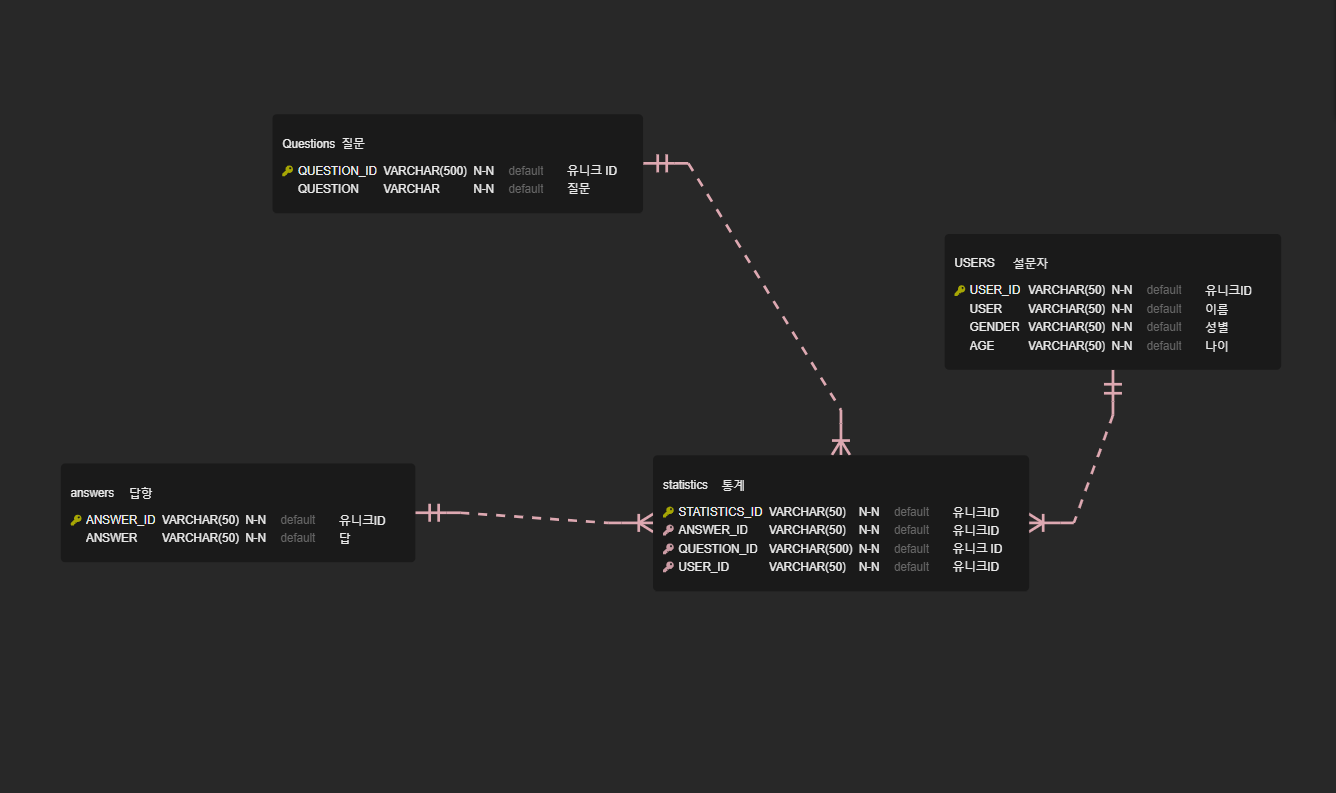 Questions 질문
QUESTION_ID VARCHAR(500) N-N default 유니크 ID
QUESTION VARCHAR N-N default 질문
USERS 설문자
USER_ID VARCHAR(50) N-N default 유니크ID
USER VARCHAR(50) N-N default 이름
GENDER VARCHAR(50) N-N default 성별
AGE VARCHAR(50) N-N default 나이
answers 답항
ANSWER_ID VARCHAR(50) N-N default 유니크ID
ANSWER VARCHAR(50) N-N default 답
statistics 통계
STATISTICS_ID VARCHAR(50) N-N default 유니크ID
ANSWER_ID VARCHAR(50) N-N default 유니크ID
QUESTION_ID VARCHAR(500) N-N default 유니크 ID
USER_ID VARCHAR(50) N-N default 유니크ID